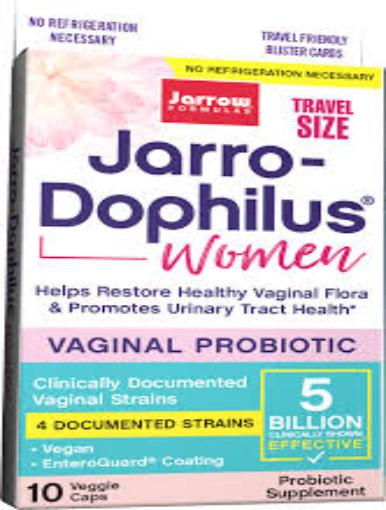 NO REFRIGERATION
NECESSARY
TRAVEL FRIENDLY
BLISTER CARDS
NO REFRIGERATION NECESSARY
Jarrow
FORMULAS
TRAVEL
SIZE
Jarro-
Dophilus®
Women
Helps Restore Healthy Vaginal Flora
& Promotes Urinary Tract Health*
VAGINAL PROBIOTIC
Clinically Documented
Vaginal Strains
4 DOCUMENTED STRAINS
• Vegan
• EnteroGuard® Coating
5
BILLION
CLINICALLY SHOWN
EFFECTIVE
10 Veggie
Caps
Probiotic
Supplement
Jarro-Dophilus